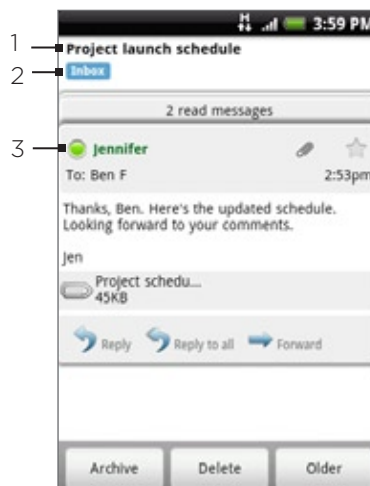 H 3:59 PM
1 Project launch schedule
2 Inbox
2 read messages
3 Jennifer
To: Ben F 2:53pm
Thanks, Ben. Here's the updated schedule.
Looking forward to your comments.
Jen
Project schedu...
45KB
Reply Reply to all Forward
Archive Delete Older